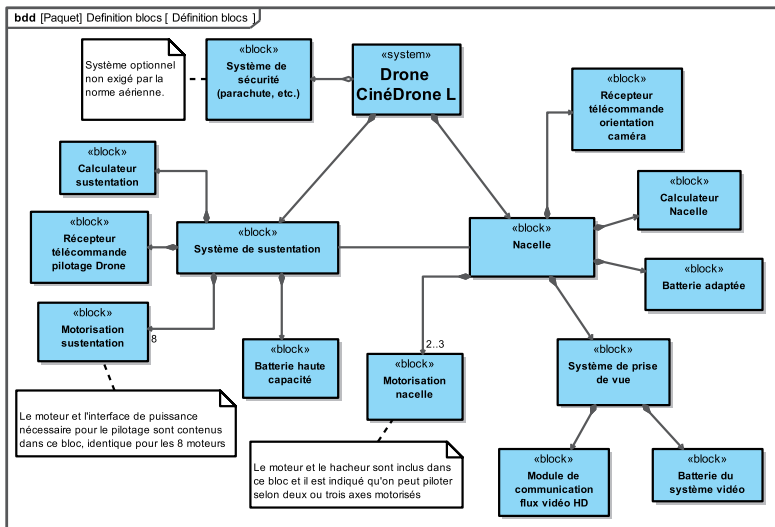 bdd [Paquet] Definition blocs [ Définition blocs ]
Système optionnel
non exigé par la
norme aérienne.
«block»
Système de
sécurité
(parachute, etc.)
«system»
Drone
CinéDrone L
«block»
Récepteur
télécommande
orientation
caméra
«block»
Calculateur
sustentation
«block»
Calculateur
Nacelle
«block»
Récepteur
télécommande
pilotage Drone
«block»
Système de sustentation
«block»
Nacelle
«block»
Batterie adaptée
«block»
Motorisation
sustentation
8
«block»
Batterie haute
capacité
2..3
«block»
Motorisation
nacelle
«block»
Système de prise
de vue
Le moteur et l'interface de puissance
nécessaire pour le pilotage sont contenus
dans ce bloc, identique pour les 8 moteurs
Le moteur et le hacheur sont inclus dans
ce bloc et il est indiqué qu'on peut piloter
selon deux ou trois axes motorisés
«block»
Module de
communication
flux vidéo HD
«block»
Batterie du
système vidéo